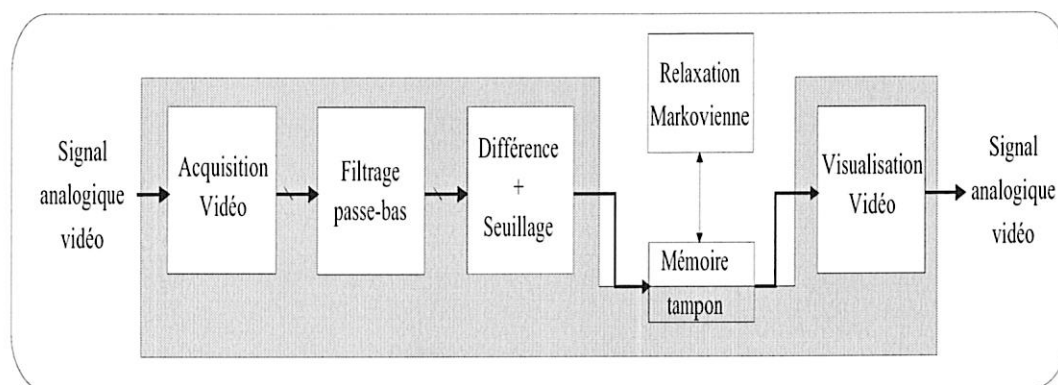 Signal
analogique
vidéo
Acquisition
Vidéo
Filtrage
passe-bas
Différence
+
Seuillage
Relaxation
Markovienne
Mémoire
tampon
Visualisation
Vidéo
Signal
analogique
vidéo